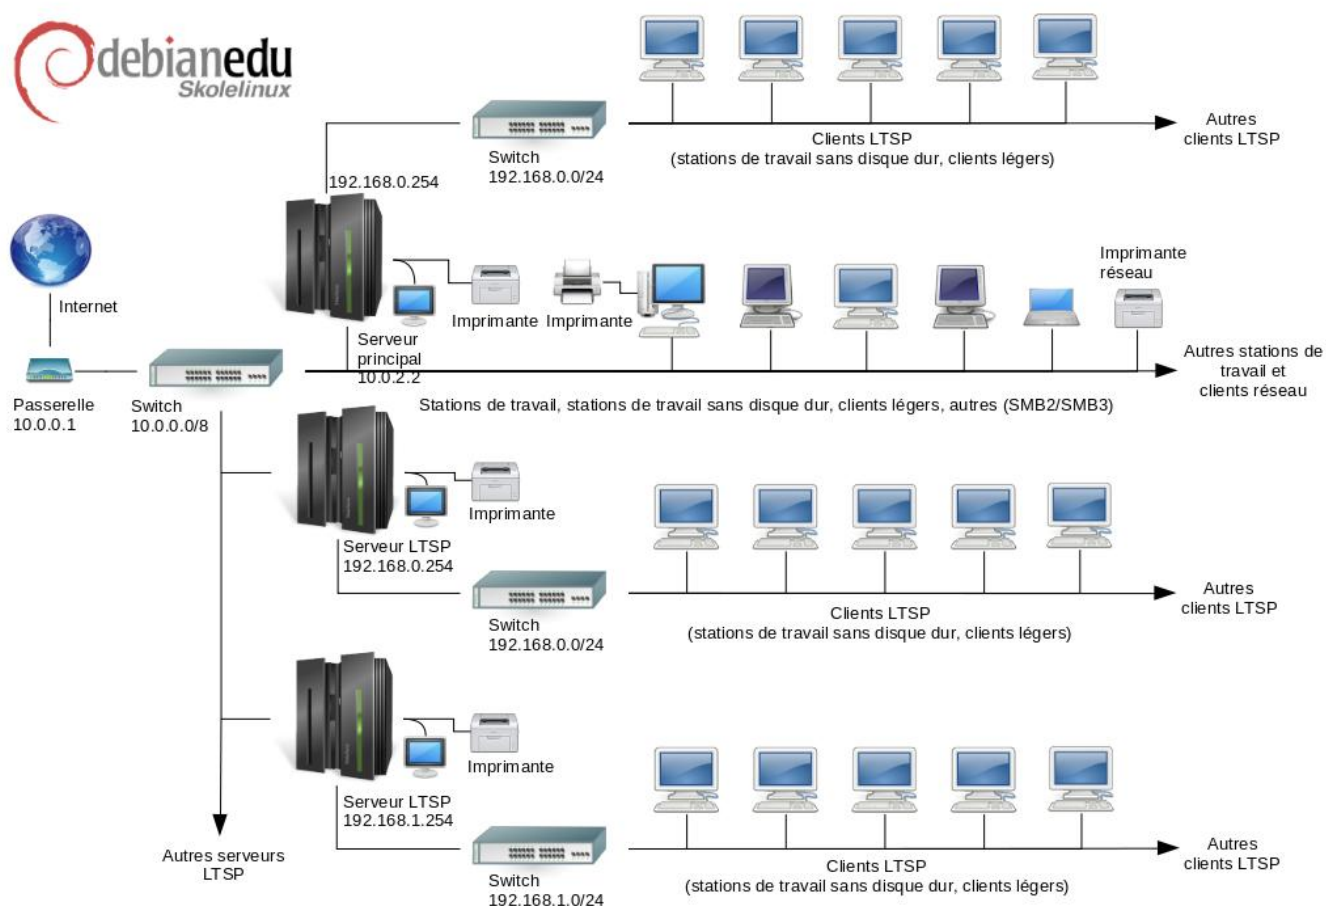 debianedu
Skolelinux
Autres
clients LTSP
Clients LTSP
(stations de travail sans disque dur, clients légers)
Switch
192.168.0.0/24
192.168.0.254
Internet
Imprimante
Imprimante
Imprimante
réseau
Serveur
principal
10.0.2.2
Autres stations de
travail et
clients réseau
Passerelle
10.0.0.1
Switch
10.0.0.0/8
Stations de travail, stations de travail sans disque dur, clients légers, autres (SMB2/SMB3)
Imprimante
Serveur LTSP
192.168.0.254
Switch
192.168.0.0/24
Clients LTSP
(stations de travail sans disque dur, clients légers)
Autres
clients LTSP
Imprimante
Serveur LTSP
192.168.1.254
Autres serveurs
LTSP
Switch
192.168.1.0/24
Clients LTSP
(stations de travail sans disque dur, clients légers)
Autres
clients LTSP